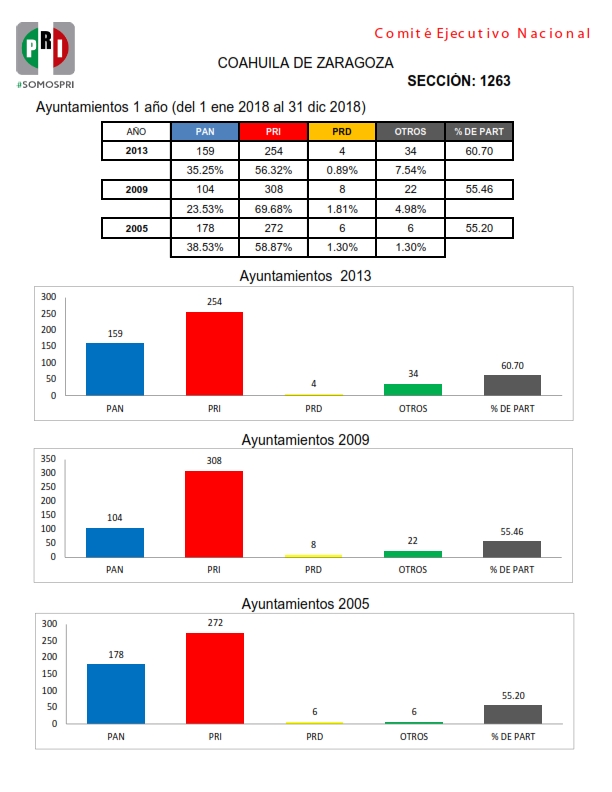 Comité Ejecutivo Nacional
PRI
#SOMOSPRI
COAHUILA DE ZARAGOZA
SECCIÓN: 1263
Ayuntamientos 1 año (del 1 ene 2018 al 31 dic 2018)
AÑO PAN PRI PRD OTROS % DE PART
2013 159 254 4 34 60.70
35.25% 56.32% 0.89% 7.54%
2009 104 308 8 22 55.46
23.53% 69.68% 1.81% 4.98%
2005 178 272 6 6 55.20
38.53% 58.87% 1.30% 1.30%
Ayuntamientos 2013
300
250
200
150
100
50
0
159 254 4 34 60.70
PAN PRI PRD OTROS % DE PART
Ayuntamientos 2009
350
300
250
200
150
100
50
0
104 308 8 22 55.46
PAN PRI PRD OTROS % DE PART
Ayuntamientos 2005
300
250
200
150
100
50
0
178 272 6 6 55.20
PAN PRI PRD OTROS % DE PART